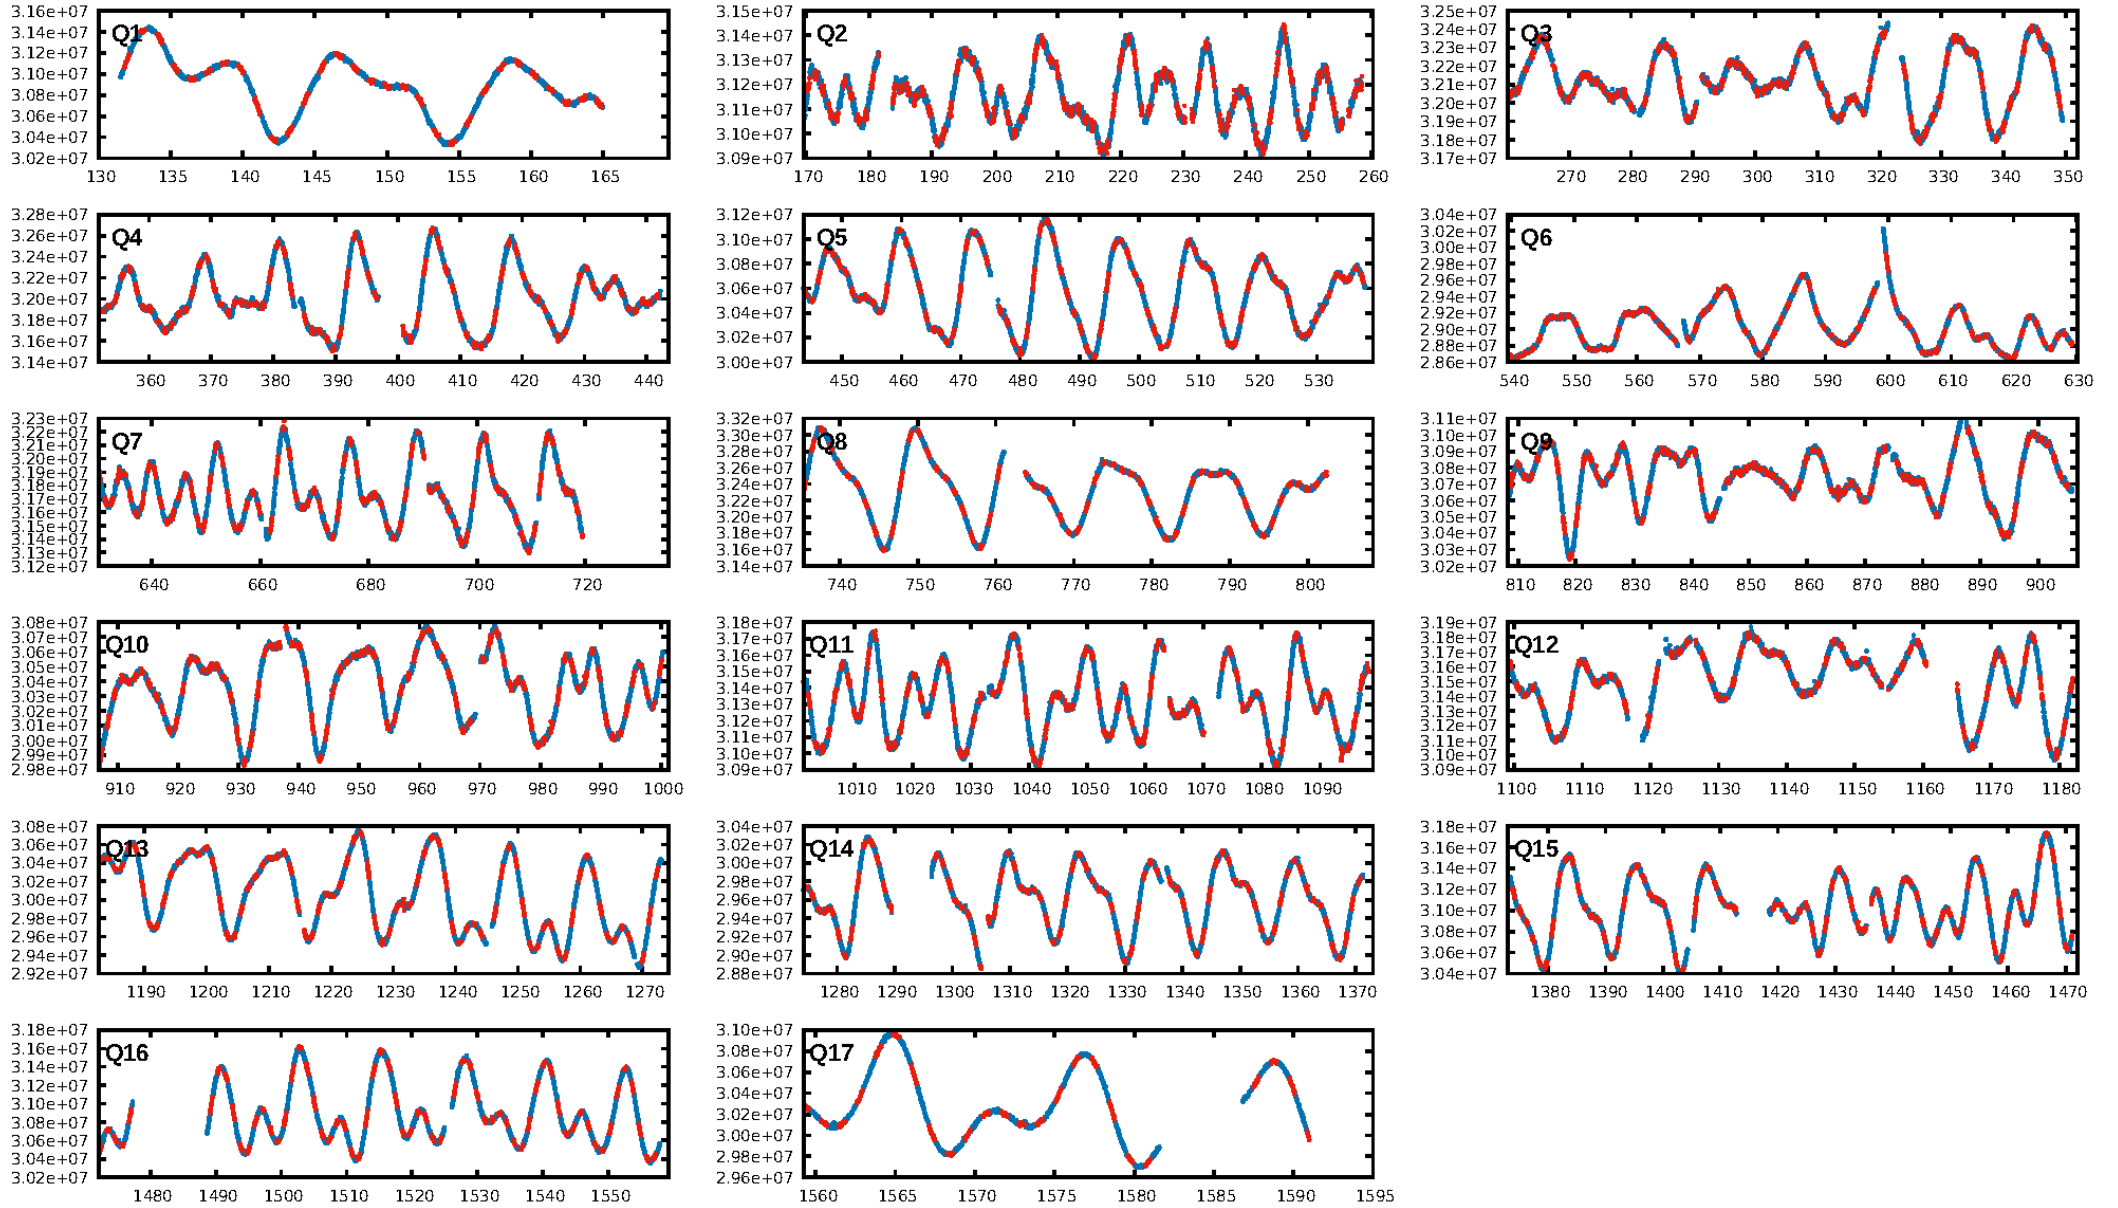 3.16e+07
3.14e+07
3.12e+07
3.10e+07
3.08e+07
3.06e+07
3.04e+07
3.02e+07
Q1
130 135 140 145 150 155 160 165
3.15e+07
3.14e+07
3.13e+07
3.12e+07
3.11e+07
3.10e+07
3.09e+07
Q2
170 180 190 200 210 220 230 240 250 260
3.25e+07
3.24e+07
3.23e+07
3.22e+07
3.21e+07
3.20e+07
3.19e+07
3.18e+07
3.17e+07
Q3
270 280 290 300 310 320 330 340 350
3.28e+07
3.26e+07
3.24e+07
3.22e+07
3.20e+07
3.18e+07
3.16e+07
3.14e+07
Q4
360 370 380 390 400 410 420 430 440
3.12e+07
3.10e+07
3.08e+07
3.06e+07
3.04e+07
3.02e+07
3.00e+07
Q5
450 460 470 480 490 500 510 520 530
3.04e+07
3.02e+07
3.00e+07
2.98e+07
2.96e+07
2.94e+07
2.92e+07
2.90e+07
2.88e+07
2.86e+07
Q6
540 550 560 570 580 590 600 610 620 630
3.23e+07
3.22e+07
3.21e+07
3.20e+07
3.19e+07
3.18e+07
3.17e+07
3.16e+07
3.15e+07
3.14e+07
3.13e+07
3.12e+07
Q7
640 660 680 700 720
3.32e+07
3.30e+07
3.28e+07
3.26e+07
3.24e+07
3.22e+07
3.20e+07
3.18e+07
3.16e+07
3.14e+07
Q8
740 750 760 770 780 790 800
3.11e+07
3.10e+07
3.09e+07
3.08e+07
3.07e+07
3.06e+07
3.05e+07
3.04e+07
3.03e+07
3.02e+07
Q9
810 820 830 840 850 860 870 880 890 900
3.08e+07
3.07e+07
3.06e+07
3.05e+07
3.04e+07
3.03e+07
3.02e+07
3.01e+07
3.00e+07
2.99e+07
2.98e+07
Q10
910 920 930 940 950 960 970 980 990 1000
3.18e+07
3.17e+07
3.16e+07
3.15e+07
3.14e+07
3.13e+07
3.12e+07
3.11e+07
3.10e+07
3.09e+07
Q11
1010 1020 1030 1040 1050 1060 1070 1080 1090
3.19e+07
3.18e+07
3.17e+07
3.16e+07
3.15e+07
3.14e+07
3.13e+07
3.12e+07
3.11e+07
3.10e+07
3.09e+07
Q12
1100 1110 1120 1130 1140 1150 1160 1170 1180
3.08e+07
3.06e+07
3.04e+07
3.02e+07
3.00e+07
2.98e+07
2.96e+07
2.94e+07
2.92e+07
Q13
1190 1200 1210 1220 1230 1240 1250 1260 1270
3.04e+07
3.02e+07
3.00e+07
2.98e+07
2.96e+07
2.94e+07
2.92e+07
2.90e+07
2.88e+07
Q14
1280 1290 1300 1310 1320 1330 1340 1350 1360 1370
3.18e+07
3.16e+07
3.14e+07
3.12e+07
3.10e+07
3.08e+07
3.06e+07
3.04e+07
Q15
1380 1390 1400 1410 1420 1430 1440 1450 1460 1470
3.18e+07
3.16e+07
3.14e+07
3.12e+07
3.10e+07
3.08e+07
3.06e+07
3.04e+07
3.02e+07
Q16
1480 1490 1500 1510 1520 1530 1540 1550
3.10e+07
3.08e+07
3.06e+07
3.04e+07
3.02e+07
3.00e+07
2.98e+07
2.96e+07
Q17
1560 1565 1570 1575 1580 1585 1590 1595